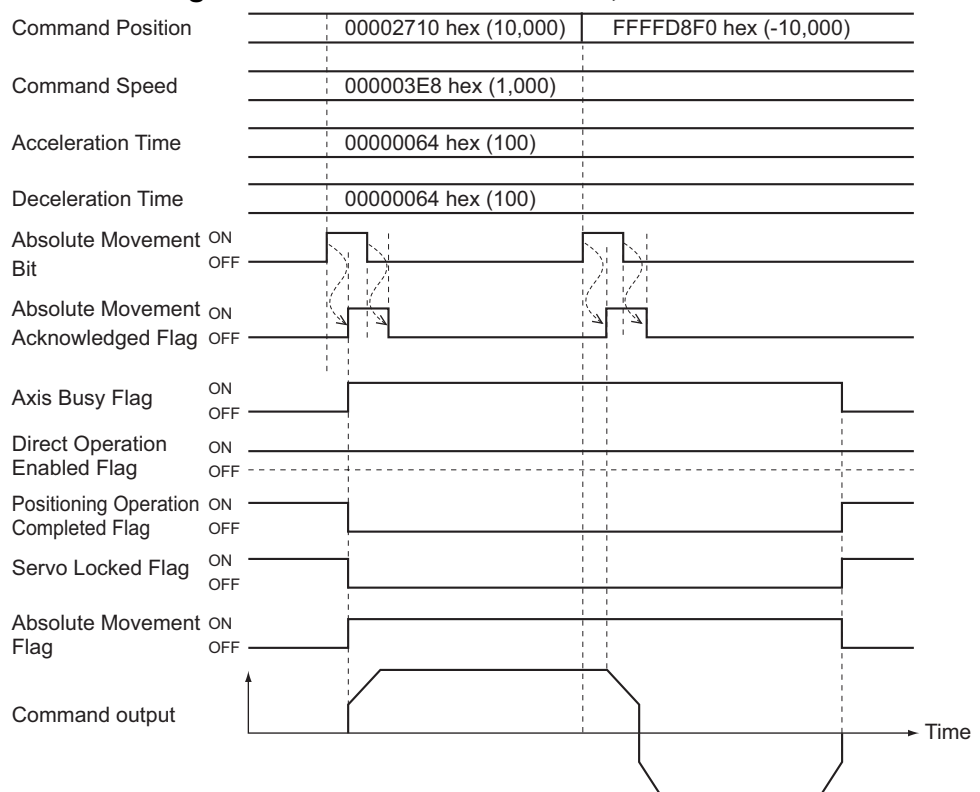 Command Position 00002710 hex (10,000) FFFFD8F0 hex (-10,000)
Command Speed 000003E8 hex (1,000)
Acceleration Time 00000064 hex (100)
Deceleration Time 00000064 hex (100)
Absolute Movement ON
Bit OFF
Absolute Movement ON
Acknowledged Flag OFF
Axis Busy Flag ON
OFF
Direct Operation ON
Enabled Flag OFF
Positioning Operation ON
Completed Flag OFF
Servo Locked Flag ON
OFF
Absolute Movement ON
Flag OFF
Command output
Time